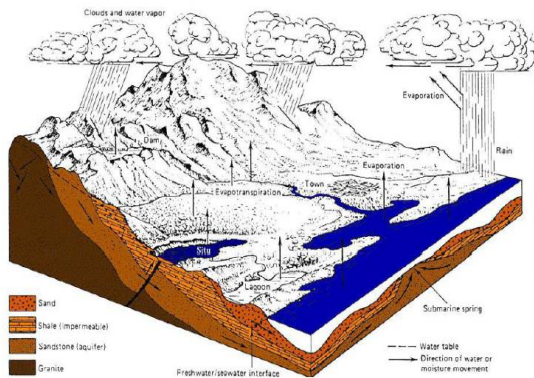 Clouds and water vapor
Evaporation
Rain
Dam
Evaporation
Town
Evapotranspiration
Situ
Lagoon
Submarine spring
Sand
Shale (impermeable)
Sandstone (aquifer)
Granite
Freshwater/seawater interface
Water table
Direction of water or
moisture movement